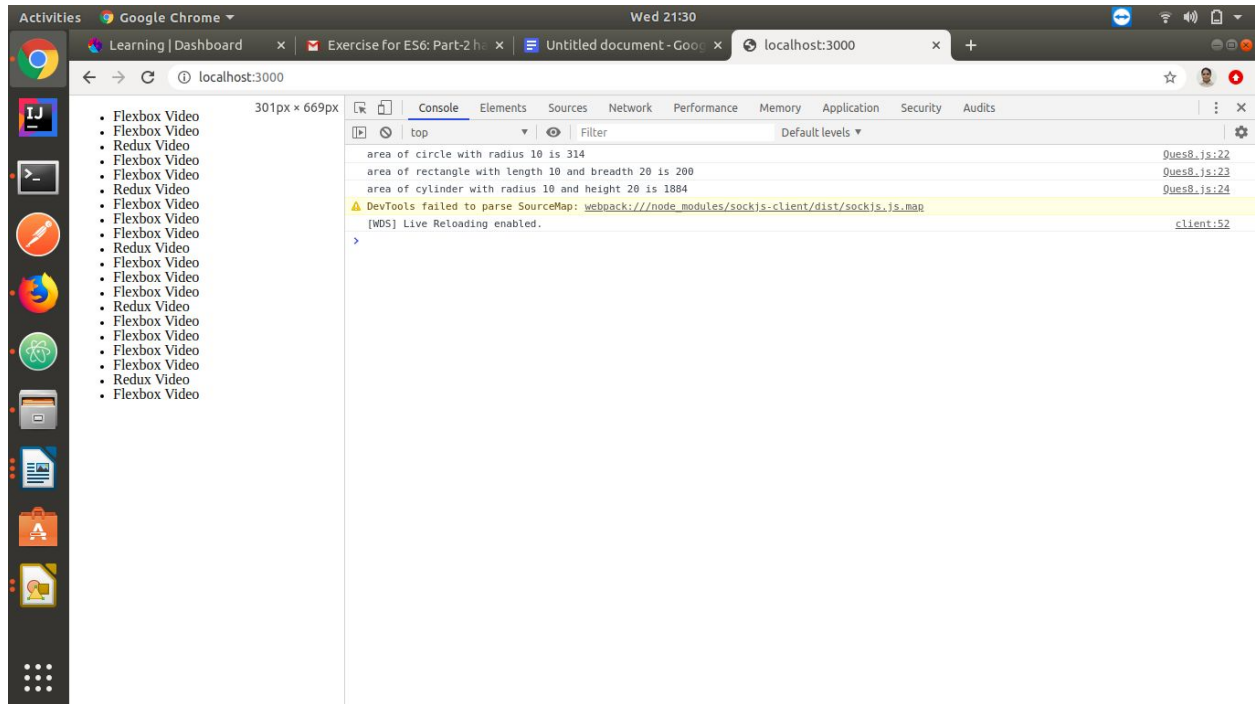 Activities Google Chrome Wed 21:30
Learning | Dashboard Exercise for ES6: Part-2 ha Untitled document - Goog localhost:3000
localhost:3000
301px × 669px
Flexbox Video
Flexbox Video
Redux Video
Flexbox Video
Flexbox Video
Redux Video
Flexbox Video
Flexbox Video
Flexbox Video
Redux Video
Flexbox Video
Flexbox Video
Flexbox Video
Redux Video
Flexbox Video
Flexbox Video
Flexbox Video
Flexbox Video
Redux Video
Flexbox Video
Console Elements Sources Network Performance Memory Application Security Audits
top Filter Default levels
area of circle with radius 10 is 314 Ques8.js:22
area of rectangle with length 10 and breadth 20 is 200 Ques8.js:23
area of cylinder with radius 10 and height 20 is 1884 Ques8.js:24
DevTools failed to parse SourceMap: webpack:///node_modules/sockjs-client/dist/sockjs.js.map
[WDS] Live Reloading enabled. client:52
>
IJ
>_
A